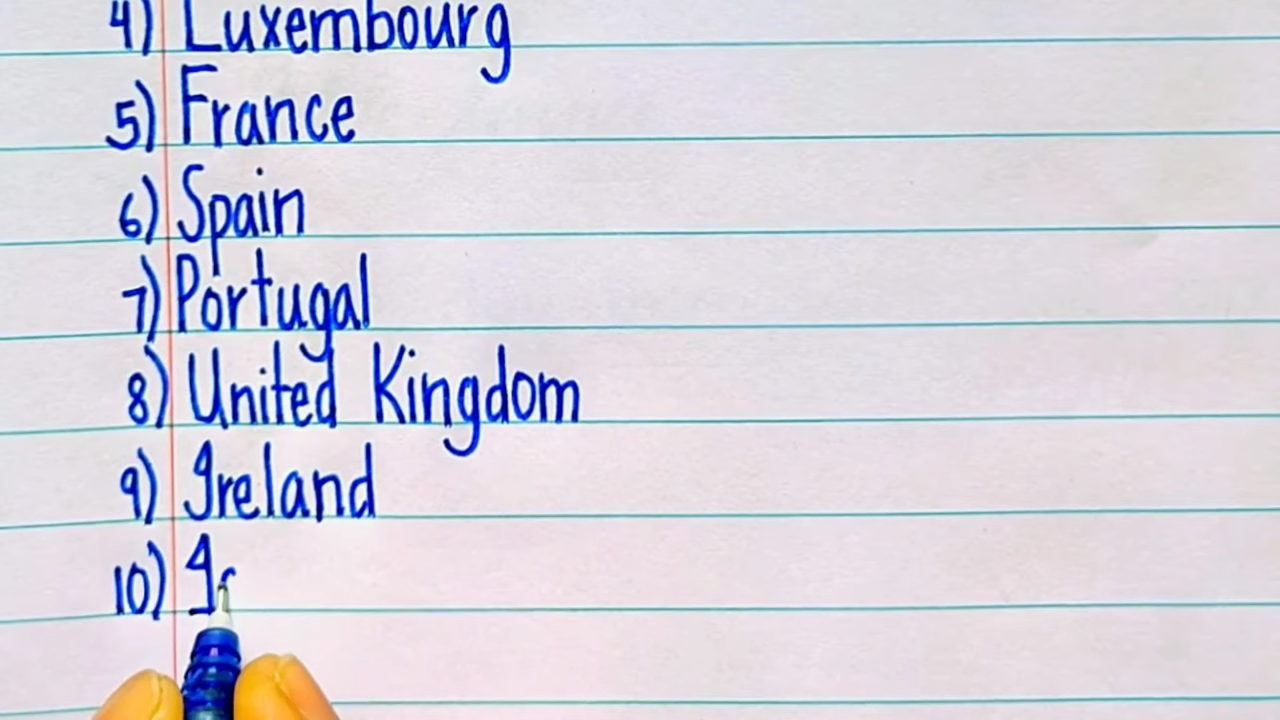 4) Luxembourg
5) France
6) Spain
7) Portugal
8) United Kingdom
9) Ireland
10)